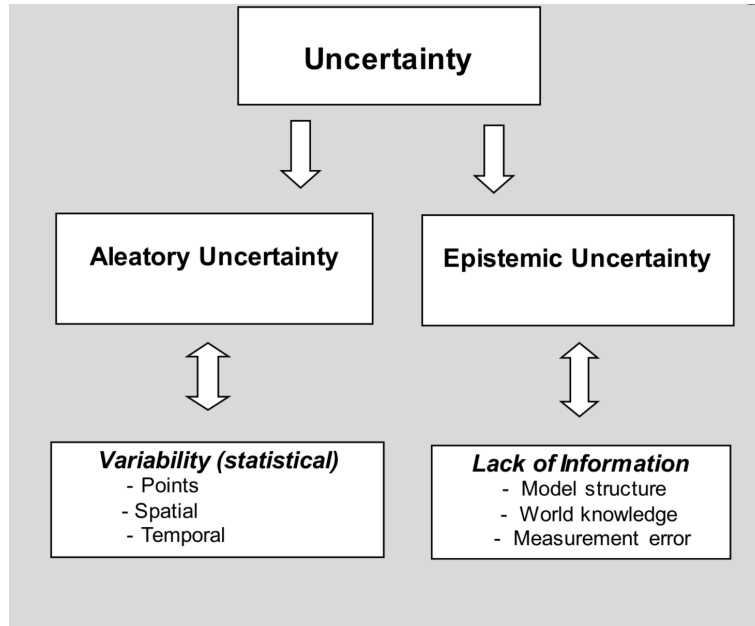 Uncertainty
Aleatory Uncertainty
Epistemic Uncertainty
Variability (statistical)
- Points
- Spatial
- Temporal
Lack of Information
- Model structure
- World knowledge
- Measurement error